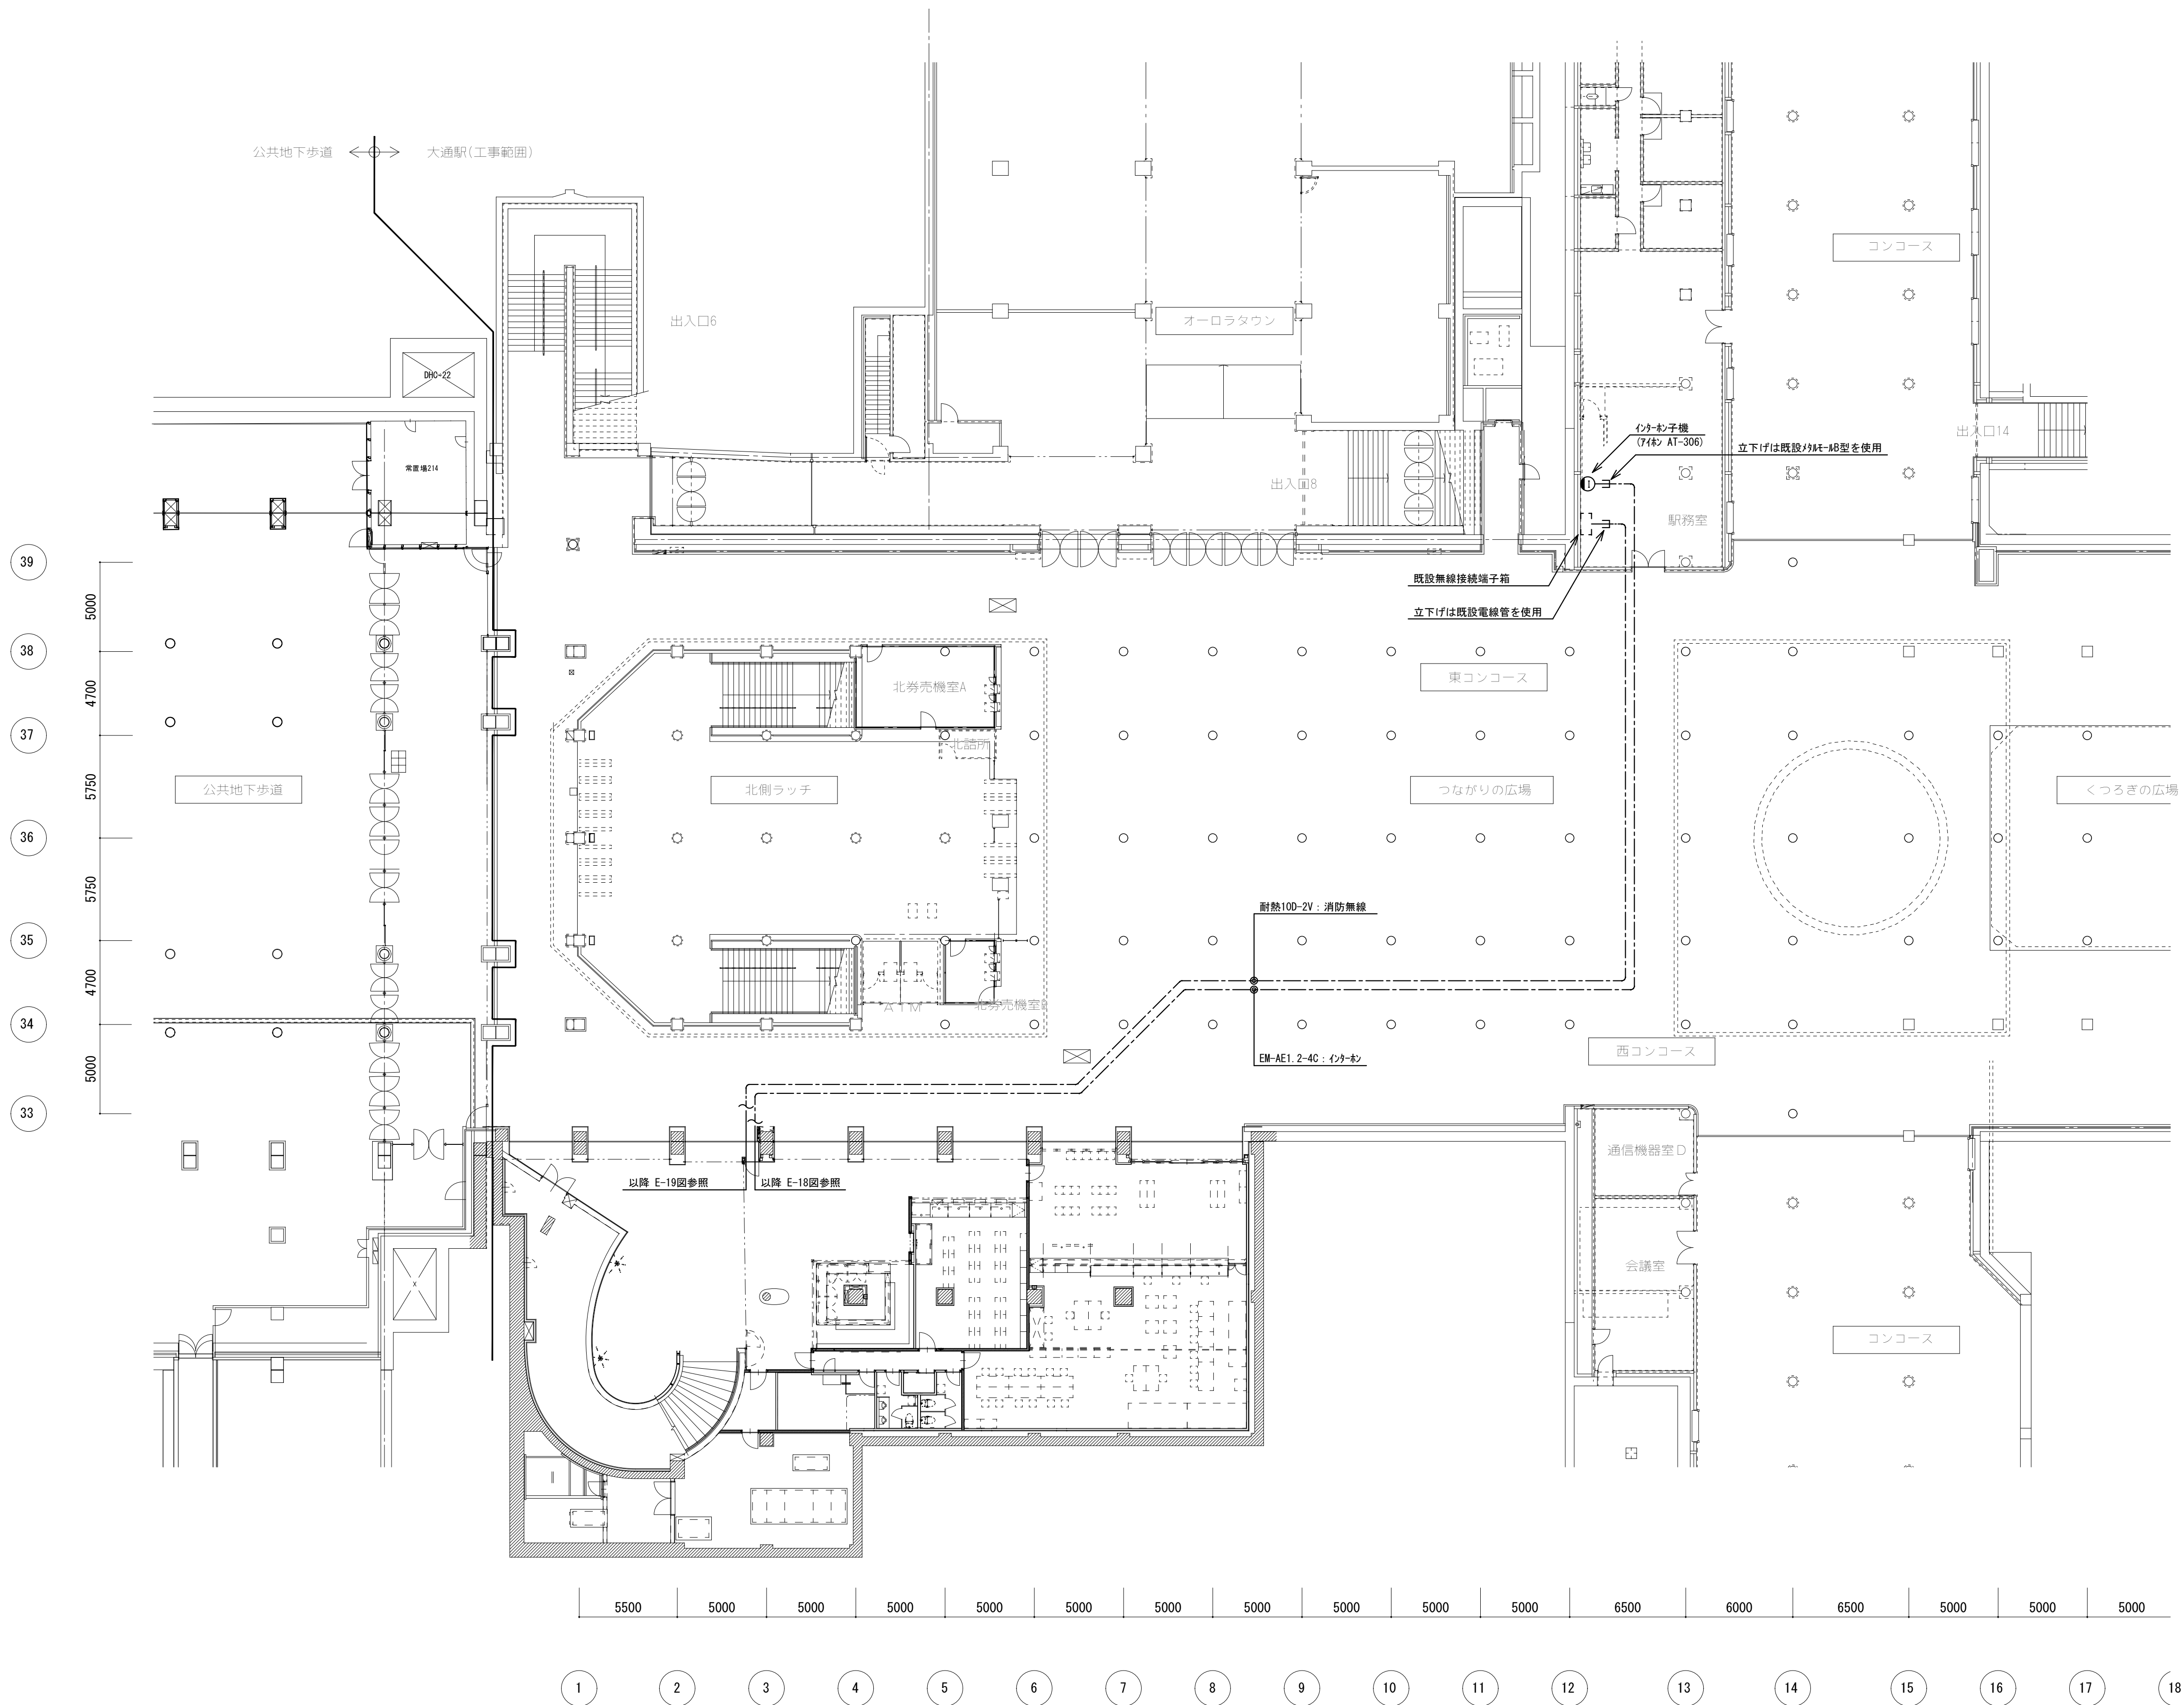 公共地下歩道
大通駅(工事範囲)
コンコース
出入口6
オーロラタウン
DHC-22
インターホン子機
(アイホン AT-306)
立下げは既設メタルモールB型を使用
出入口14
常置場214
出入口8
駅務室
39
既設無線接続端子箱
5000
立下げは既設電線管を使用
38
東コンコース
北券売機室A
4700
37
北詰所
5750
公共地下歩道
北側ラッチ
つながりの広場
くつろぎの広場
36
5750
耐熱10D-2V : 消防無線
35
4700
ATM
北券売機室B
34
西コンコース
EM-AE1.2-4C : インターホン
5000
33
通信機器室D
以降 E-19図参照
以降 E-18図参照
会議室
X
コンコース
5500 5000 5000 5000 5000 5000 5000 5000 5000 5000 5000 6500 6000 6500 5000 5000 5000
1 2 3 4 5 6 7 8 9 10 11 12 13 14 15 16 17 18